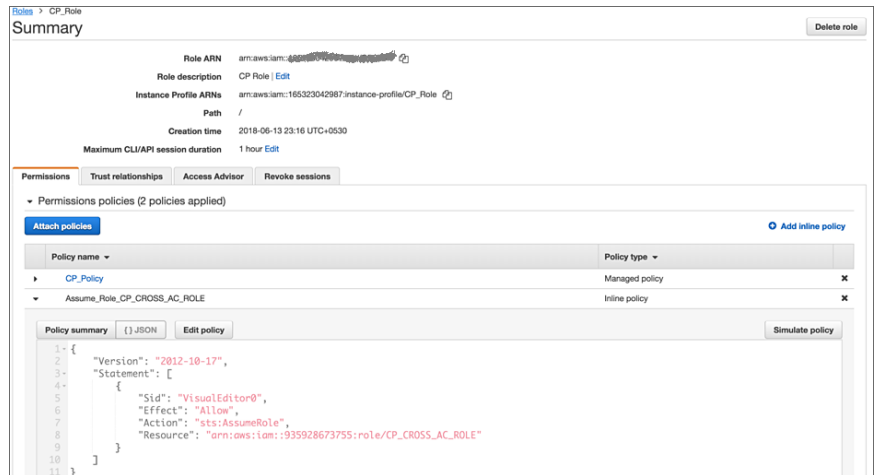 Roles > CP_Role
Summary
Delete role
Role ARN arn:aws:iam::
Role description CP Role | Edit
Instance Profile ARNs arn:aws:iam::165323042987:instance-profile/CP_Role
Path /
Creation time 2018-06-13 23:16 UTC+0530
Maximum CLI/API session duration 1 hour Edit
Permissions Trust relationships Access Advisor Revoke sessions
Permissions policies (2 policies applied)
Attach policies Add inline policy
Policy name Policy type
CP_Policy Managed policy
Assume_Role_CP_CROSS_AC_ROLE Inline policy
Policy summary { } JSON Edit policy Simulate policy
1 {
2 "Version": "2012-10-17",
3 "Statement": [
4 {
5 "Sid": "VisualEditor0",
6 "Effect": "Allow",
7 "Action": "sts:AssumeRole",
8 "Resource": "arn:aws:iam::935928673755:role/CP_CROSS_AC_ROLE"
9 }
10 ]
11 }